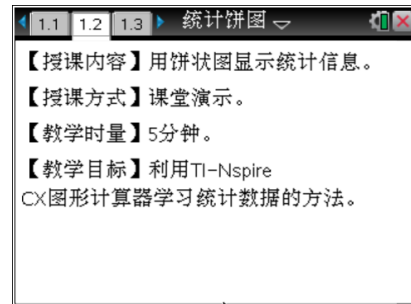 1.1 1.2 1.3 统计饼图
【授课内容】用饼状图显示统计信息。
【授课方式】课堂演示。
【教学时量】5分钟。
【教学目标】利用TI-Nspire
CX图形计算器学习统计数据的方法。